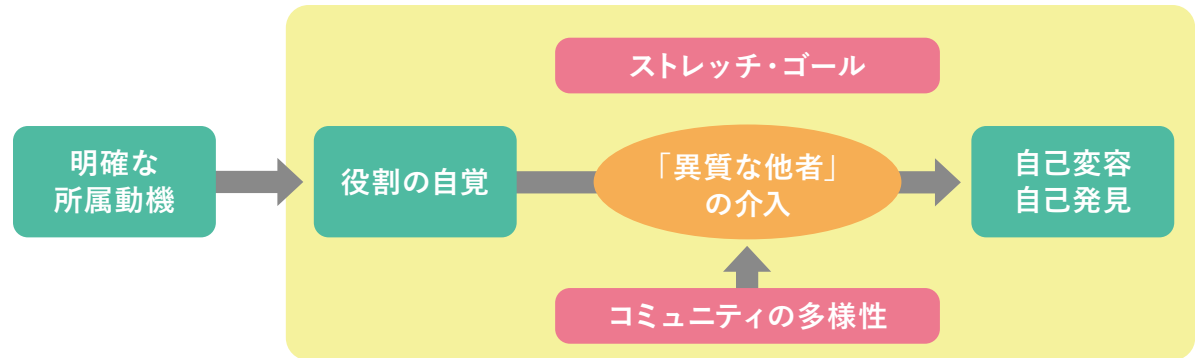 ストレッチ・ゴール
明確な
所属動機
役割の自覚
「異質な他者」
の介入
自己変容
自己発見
コミュニティの多様性